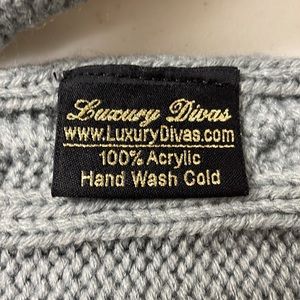 Luxury Divas
www.LuxuryDivas.com
100% Acrylic
Hand Wash Cold